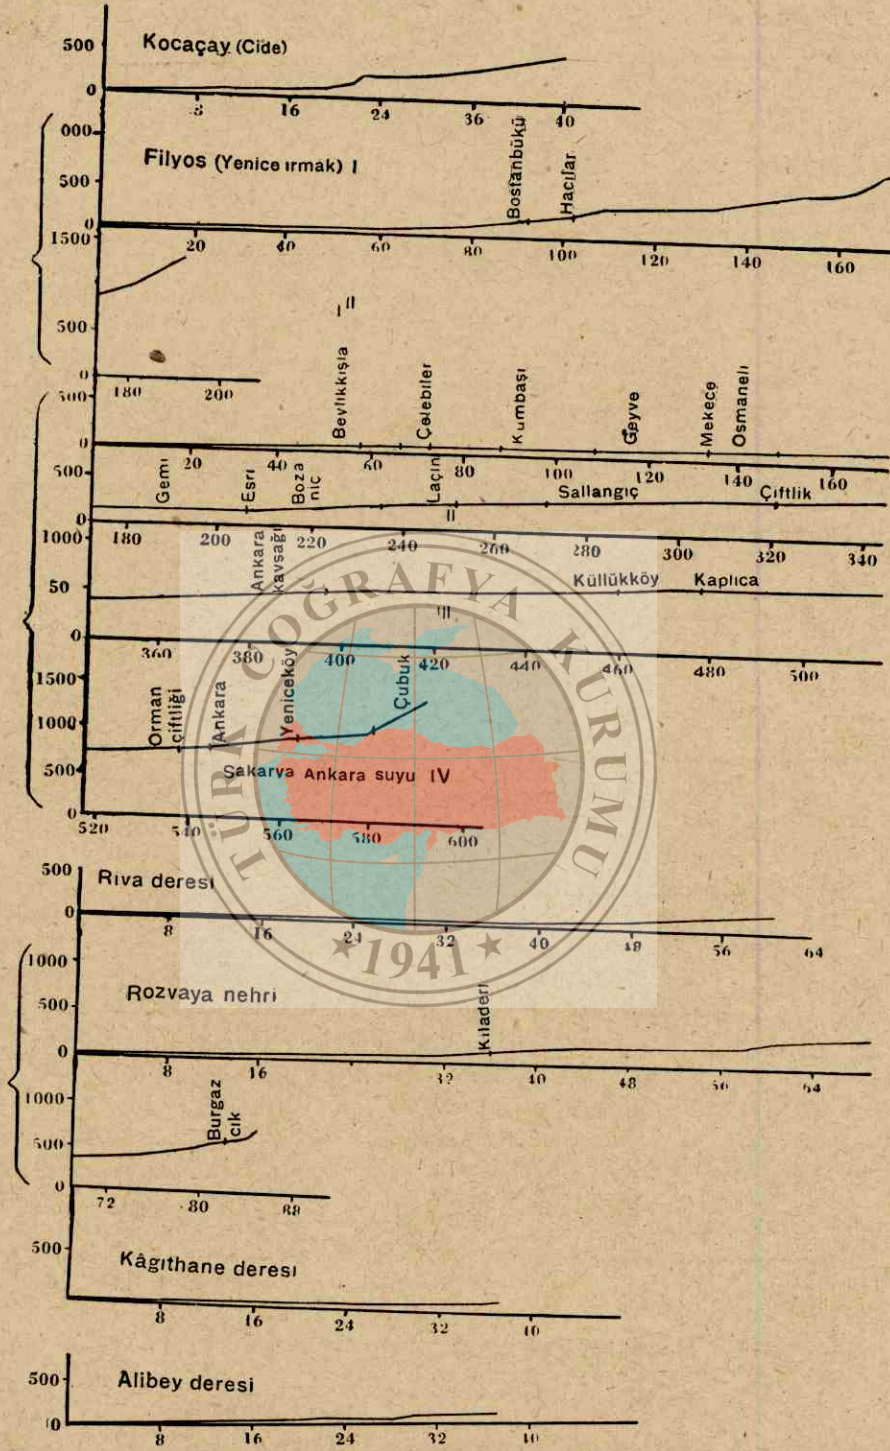 500
Kocaçay (Cide)
0
8 16 24 36 40
000
Filyos (Yenice ırmak) I
500
Bostanbükü
Hacılar
0
20 40 60 80 100 120 140 160
1500
II
500
0
180 200
500
Beylikkışla
Çelebiler
Kumbaşı
Geyve
Mekece
Osmaneli
0
20 40 60 80 100 120 140 160
500
Gemi
Esri
Boza
niç
Laçin
Sallangıç
Çiftlik
0
II
180 200 220 240 260 280 300 320 340
1000
Ankara
kavsağı
50
Küllükköy
Kaplıca
0
III
360 380 400 420 440 460 480 500
1500
Orman
çiftliği
Ankara
Yeniceköy
Çubuk
1000
500
Sakarya Ankara suyu IV
0
520 540 560 580 600
500
Rıva deresi
0
8 16 24 32 40 48 56 64
1000
Rozvaya nehri
500
Kıladeri
0
8 16 32 40 48 56 64
1000
Burgaz
cık
500
0
72 80 88
500
Kâgıthane deresi
8 16 24 32 40
500
Alibey deresi
0
8 16 24 32 40
TÜRK COĞRAFYA KURUMU
1941